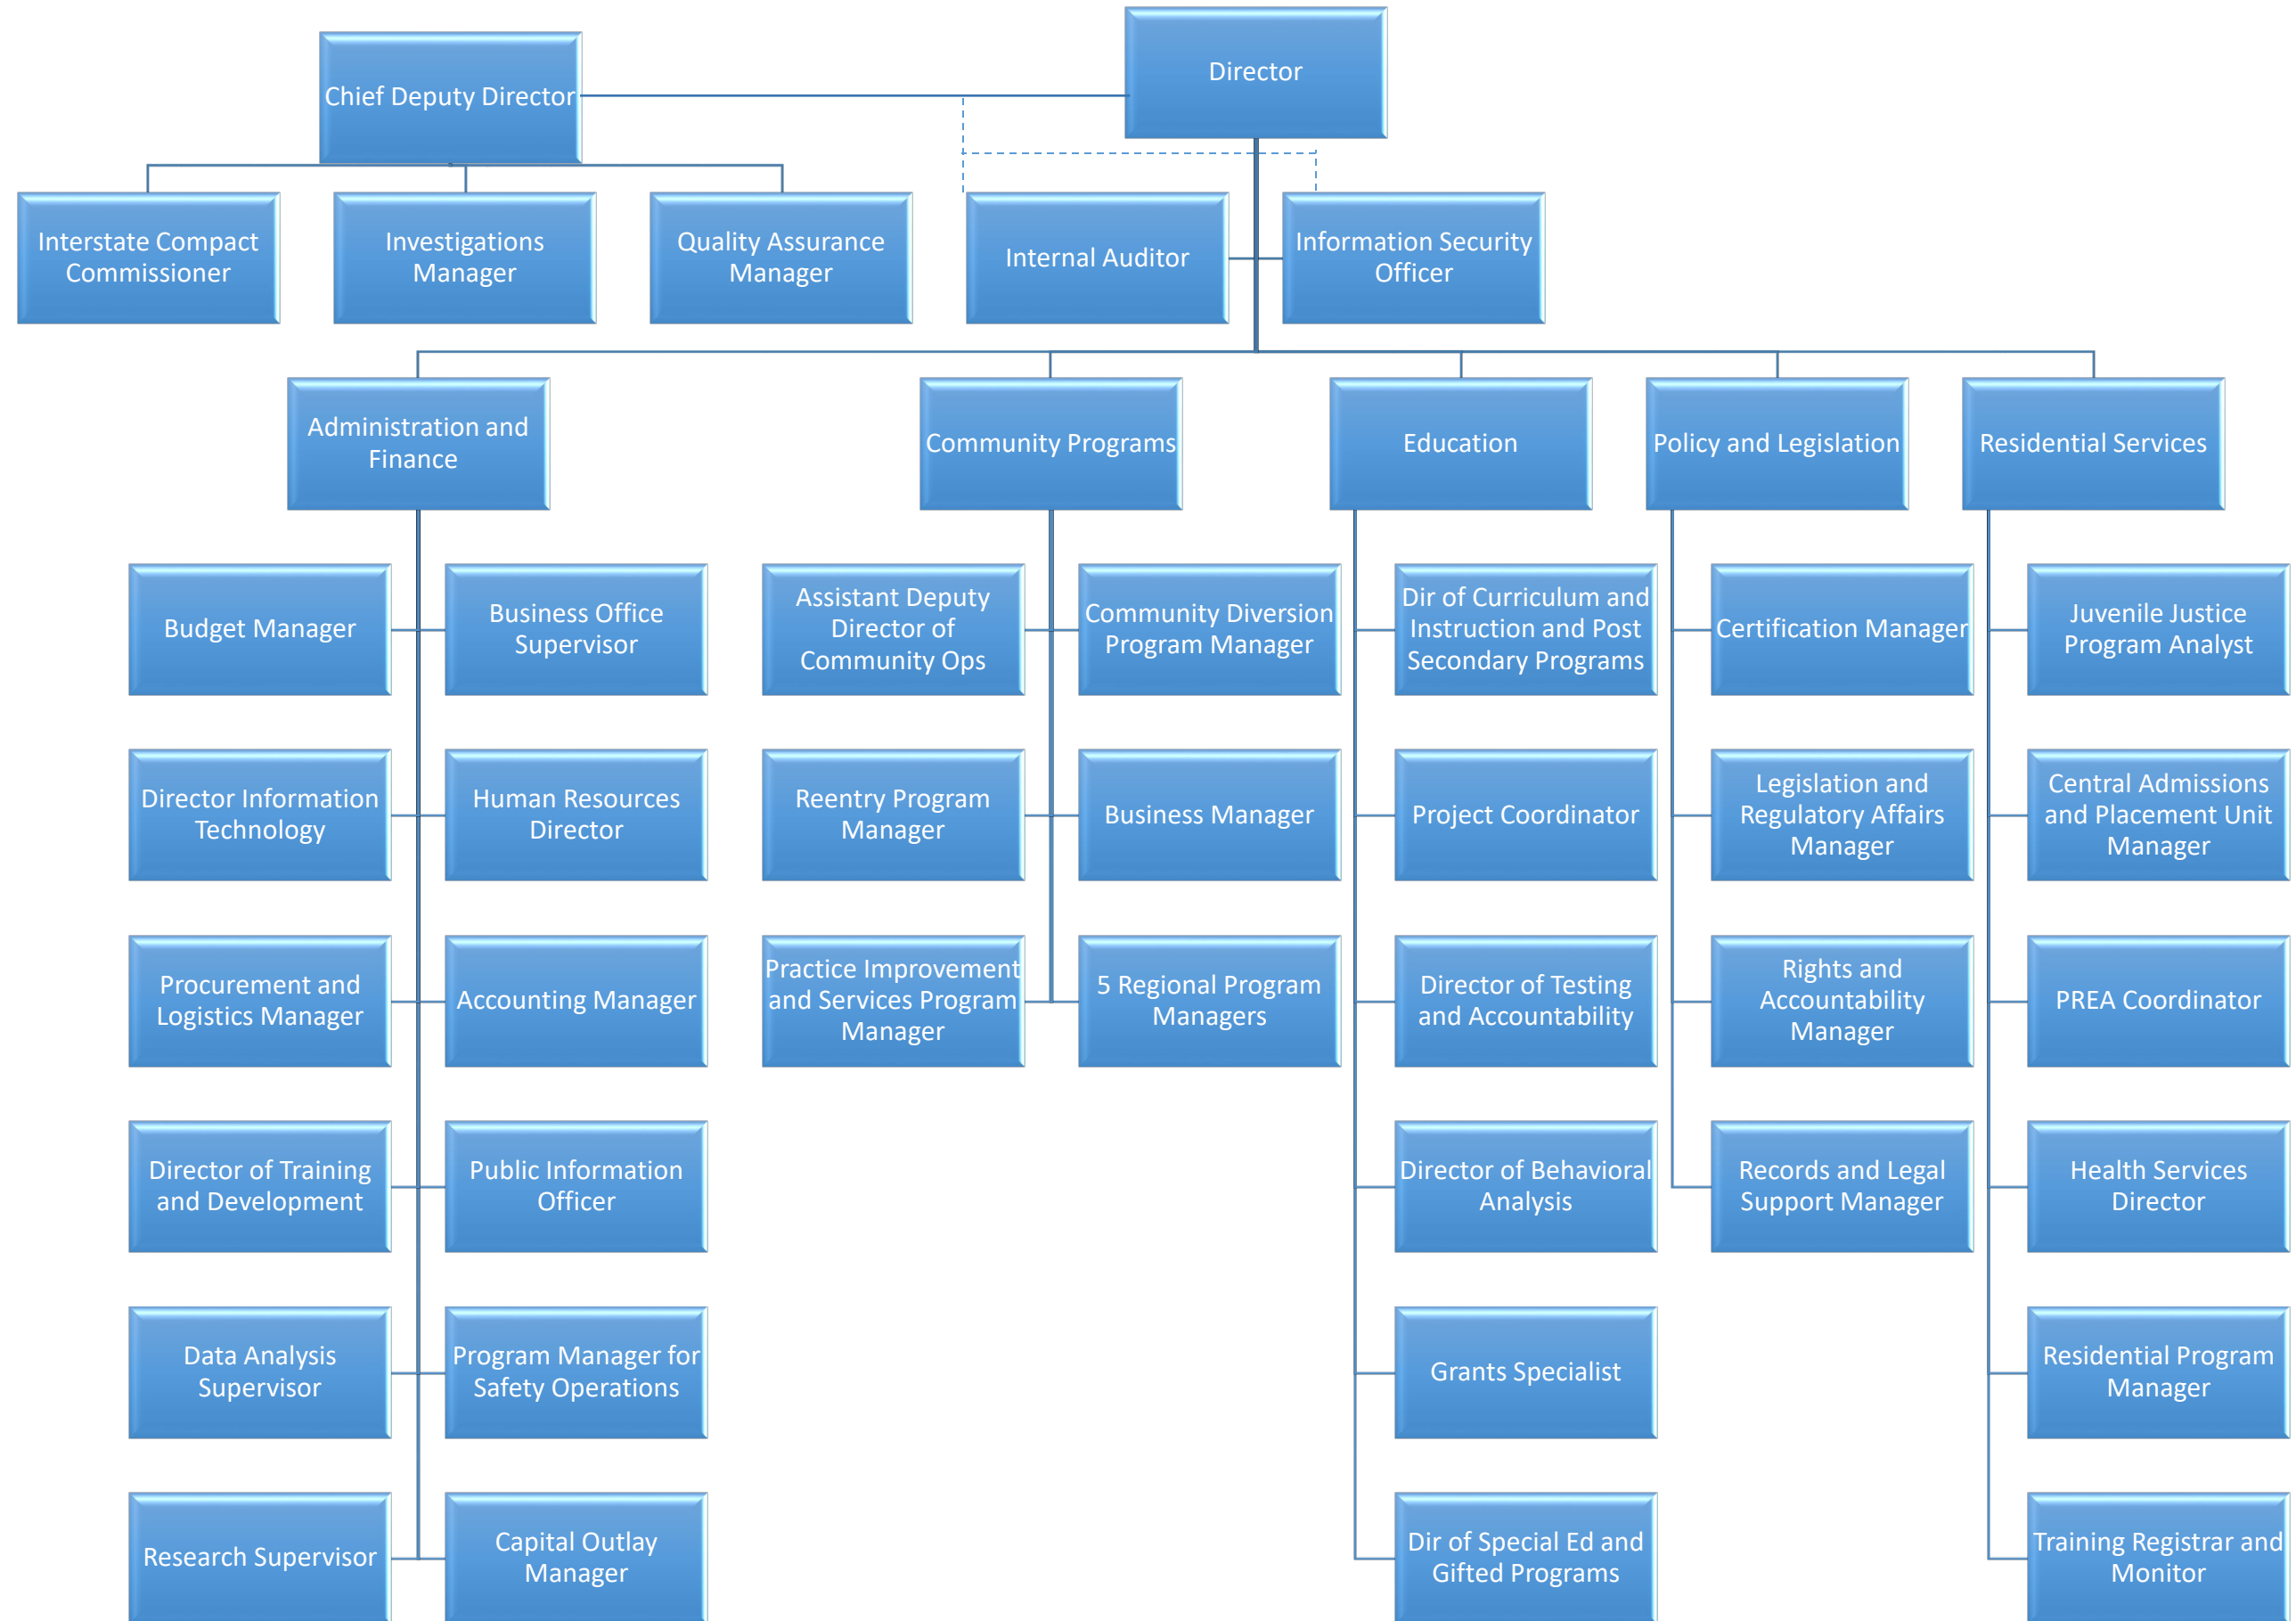 Director
Chief Deputy Director
Interstate Compact
Commissioner
Investigations
Manager
Quality Assurance
Manager
Internal Auditor
Information Security
Officer
Administration and
Finance
Community Programs
Education
Policy and Legislation
Residential Services
Budget Manager
Business Office
Supervisor
Director Information
Technology
Human Resources
Director
Procurement and
Logistics Manager
Accounting Manager
Director of Training
and Development
Public Information
Officer
Data Analysis
Supervisor
Program Manager for
Safety Operations
Research Supervisor
Capital Outlay
Manager
Assistant Deputy
Director of
Community Ops
Community Diversion
Program Manager
Reentry Program
Manager
Business Manager
Practice Improvement
and Services Program
Manager
5 Regional Program
Managers
Dir of Curriculum and
Instruction and Post
Secondary Programs
Project Coordinator
Director of Testing
and Accountability
Director of Behavioral
Analysis
Grants Specialist
Dir of Special Ed and
Gifted Programs
Certification Manager
Legislation and
Regulatory Affairs
Manager
Rights and
Accountability
Manager
Records and Legal
Support Manager
Juvenile Justice
Program Analyst
Central Admissions
and Placement Unit
Manager
PREA Coordinator
Health Services
Director
Residential Program
Manager
Training Registrar and
Monitor